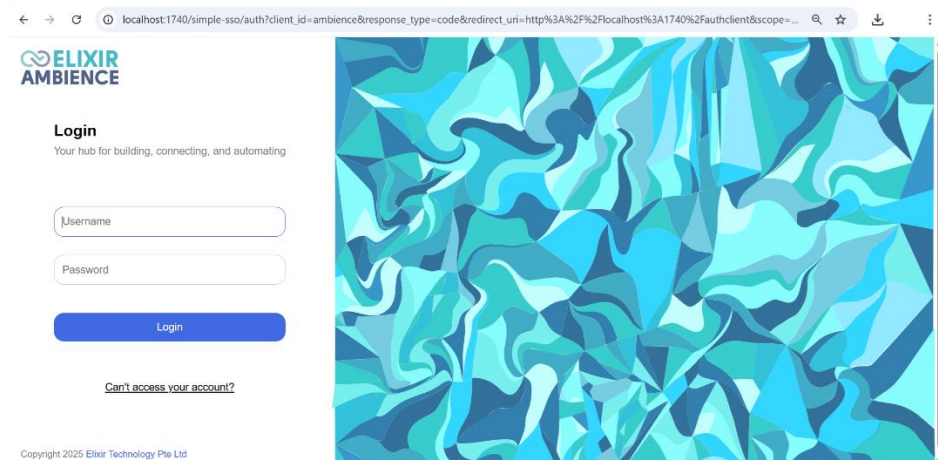 localhost:1740/simple-sso/auth?client_id=ambience&response_type=code&redirect_uri=http%3A%2F%2Flocalhost%3A1740%2Fauthclient&scope=...
ELIXIR
AMBIENCE
Login
Your hub for building, connecting, and automating
Username
Password
Login
Can't access your account?
Copyright 2025 Elixir Technology Pte Ltd